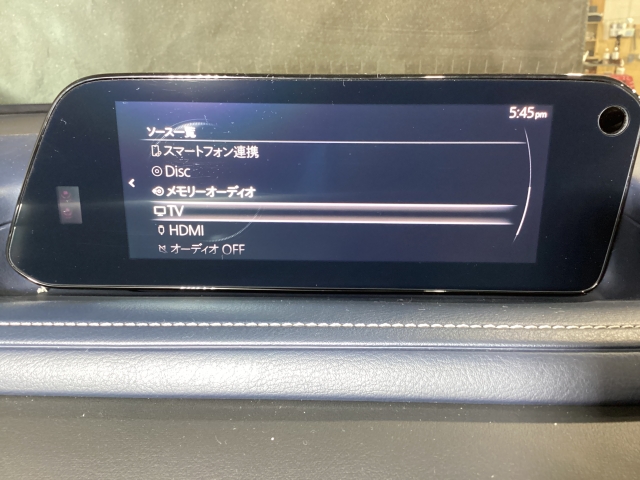 5:45pm
ソース一覧
スマートフォン連携
Disc
メモリーオーディオ
TV
HDMI
オーディオ OFF